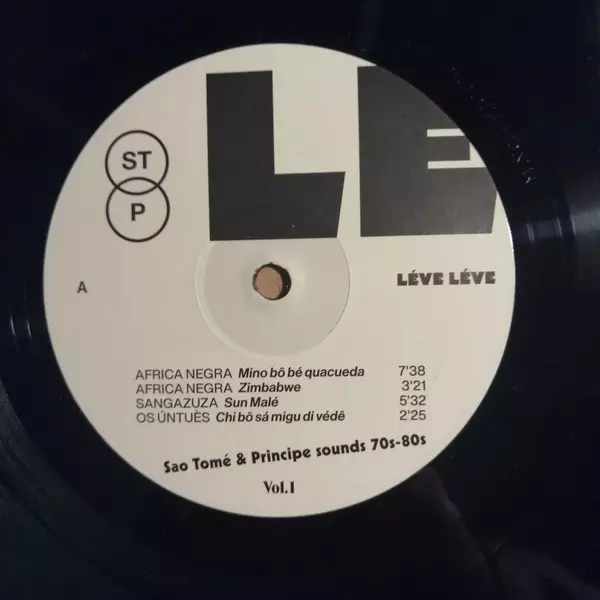 LE
ST
P
A
LÉVE LÉVE
AFRICA NEGRA Mino bô bé quacueda 7'38
AFRICA NEGRA Zimbabwe 3'21
SANGAZUZA Sun Malé 5'32
OS ÚNTUÈS Chi bô sá migu di védê 2'25
Sao Tomé & Principe sounds 70s-80s
Vol.1